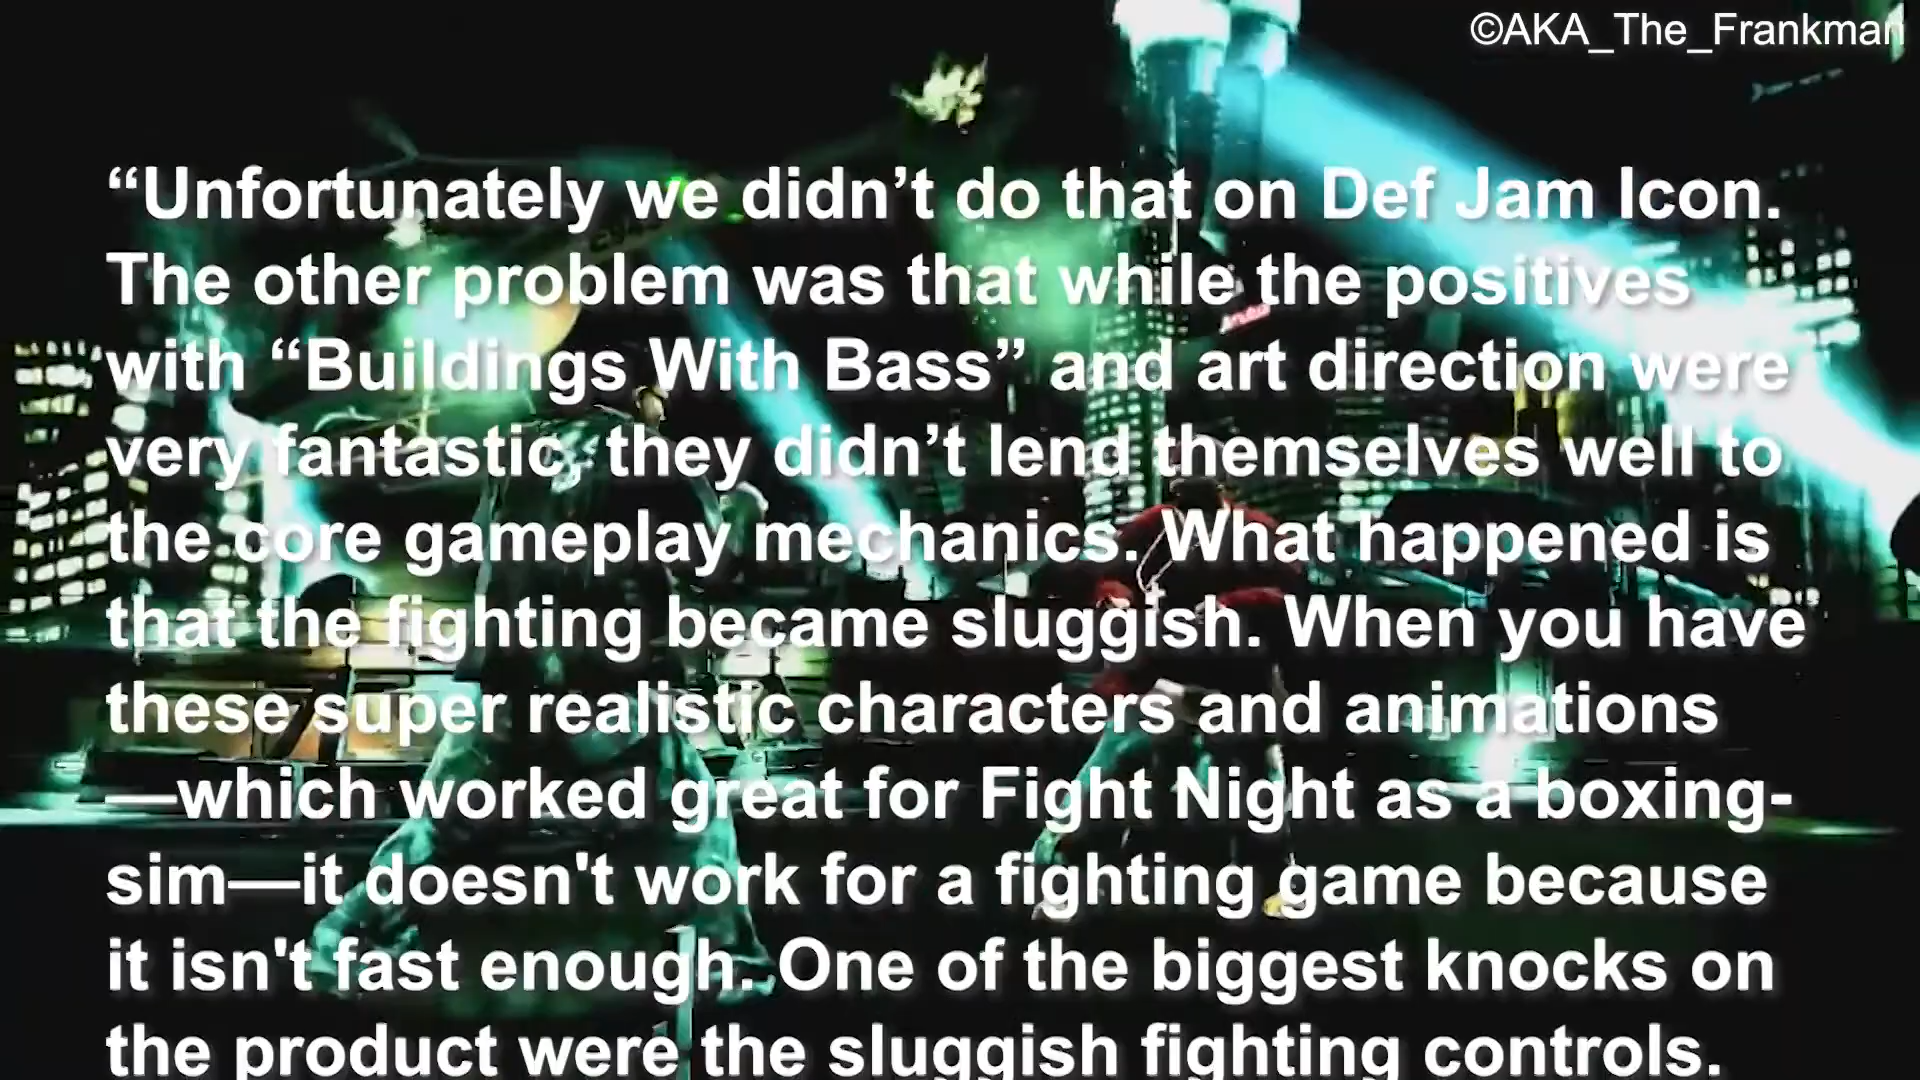 ©AKA_The_Frankman
“Unfortunately we didn’t do that on Def Jam Icon.
The other problem was that while the positives
with “Buildings With Bass” and art direction were
very fantastic, they didn’t lend themselves well to
the core gameplay mechanics. What happened is
that the fighting became sluggish. When you have
these super realistic characters and animations
—which worked great for Fight Night as a boxing-
sim—it doesn't work for a fighting game because
it isn't fast enough. One of the biggest knocks on
the product were the sluggish fighting controls.